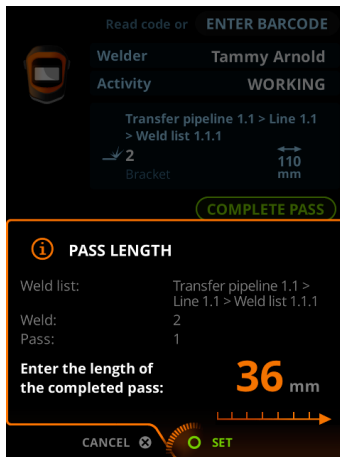 Read code or ENTER BARCODE
Welder Tammy Arnold
Activity WORKING
Transfer pipeline 1.1 > Line 1.1
> Weld list 1.1.1
2
Bracket
110
mm
COMPLETE PASS
PASS LENGTH
Weld list: Transfer pipeline 1.1 >
Line 1.1 > Weld list 1.1.1
Weld: 2
Pass: 1
Enter the length of
the completed pass: 36 mm
CANCEL SET